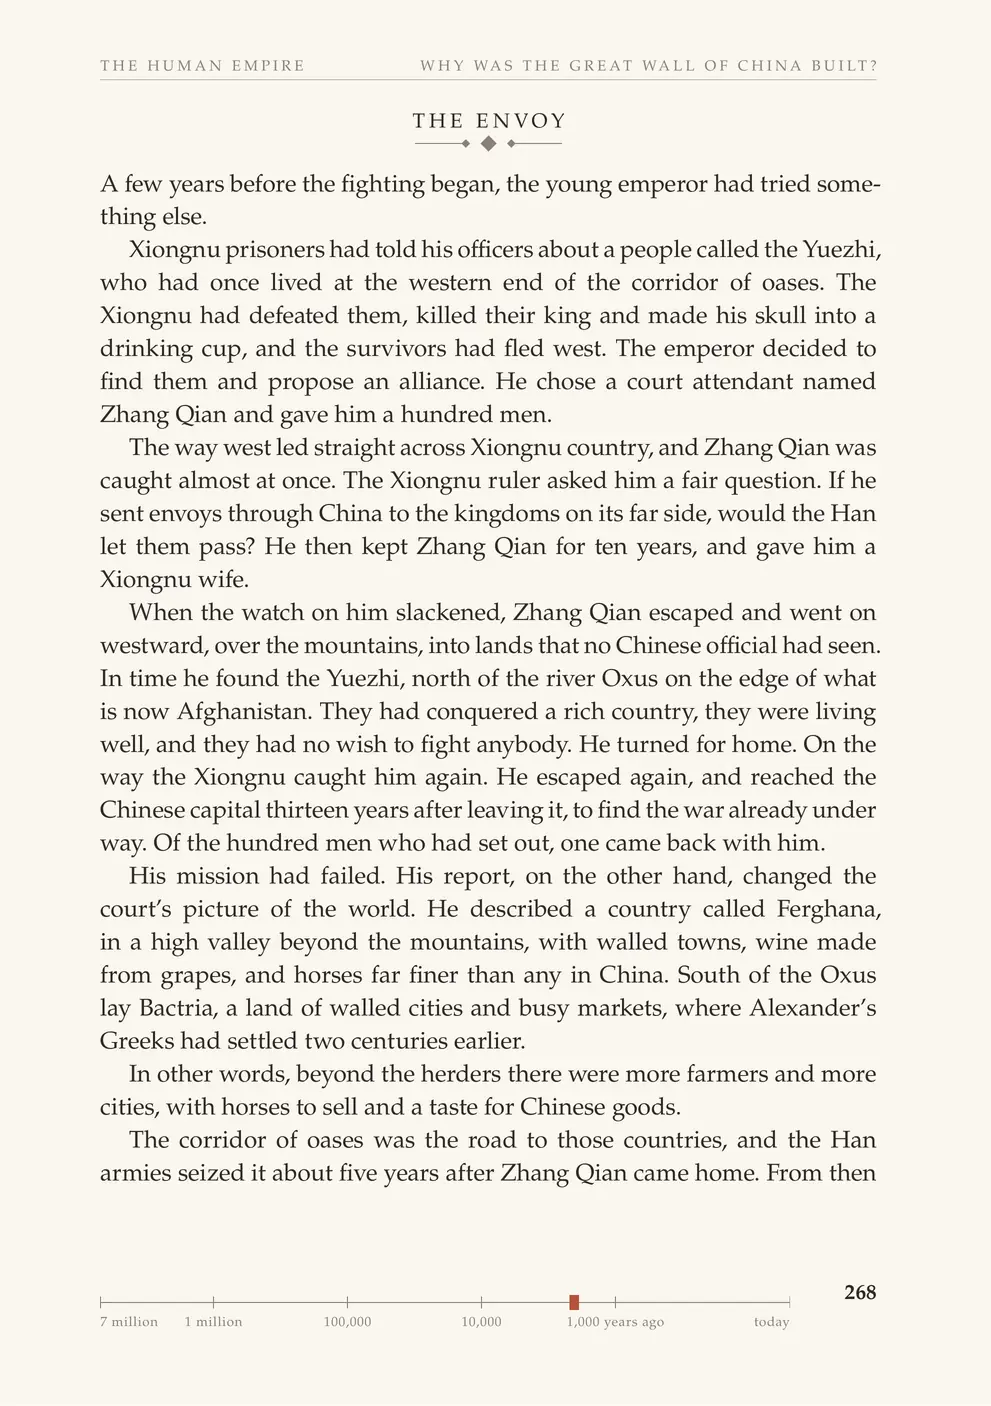 THE HUMAN EMPIRE
WHY WAS THE GREAT WALL OF CHINA BUILT?
THE ENVOY
A few years before the fighting began, the young emperor had tried some-
thing else.
Xiongnu prisoners had told his officers about a people called the Yuezhi,
who had once lived at the western end of the corridor of oases. The
Xiongnu had defeated them, killed their king and made his skull into a
drinking cup, and the survivors had fled west. The emperor decided to
find them and propose an alliance. He chose a court attendant named
Zhang Qian and gave him a hundred men.
The way west led straight across Xiongnu country, and Zhang Qian was
caught almost at once. The Xiongnu ruler asked him a fair question. If he
sent envoys through China to the kingdoms on its far side, would the Han
let them pass? He then kept Zhang Qian for ten years, and gave him a
Xiongnu wife.
When the watch on him slackened, Zhang Qian escaped and went on
westward, over the mountains, into lands that no Chinese official had seen.
In time he found the Yuezhi, north of the river Oxus on the edge of what
is now Afghanistan. They had conquered a rich country, they were living
well, and they had no wish to fight anybody. He turned for home. On the
way the Xiongnu caught him again. He escaped again, and reached the
Chinese capital thirteen years after leaving it, to find the war already under
way. Of the hundred men who had set out, one came back with him.
His mission had failed. His report, on the other hand, changed the
court’s picture of the world. He described a country called Ferghana,
in a high valley beyond the mountains, with walled towns, wine made
from grapes, and horses far finer than any in China. South of the Oxus
lay Bactria, a land of walled cities and busy markets, where Alexander’s
Greeks had settled two centuries earlier.
In other words, beyond the herders there were more farmers and more
cities, with horses to sell and a taste for Chinese goods.
The corridor of oases was the road to those countries, and the Han
armies seized it about five years after Zhang Qian came home. From then
268
7 million 1 million 100,000 10,000 1,000 years ago today